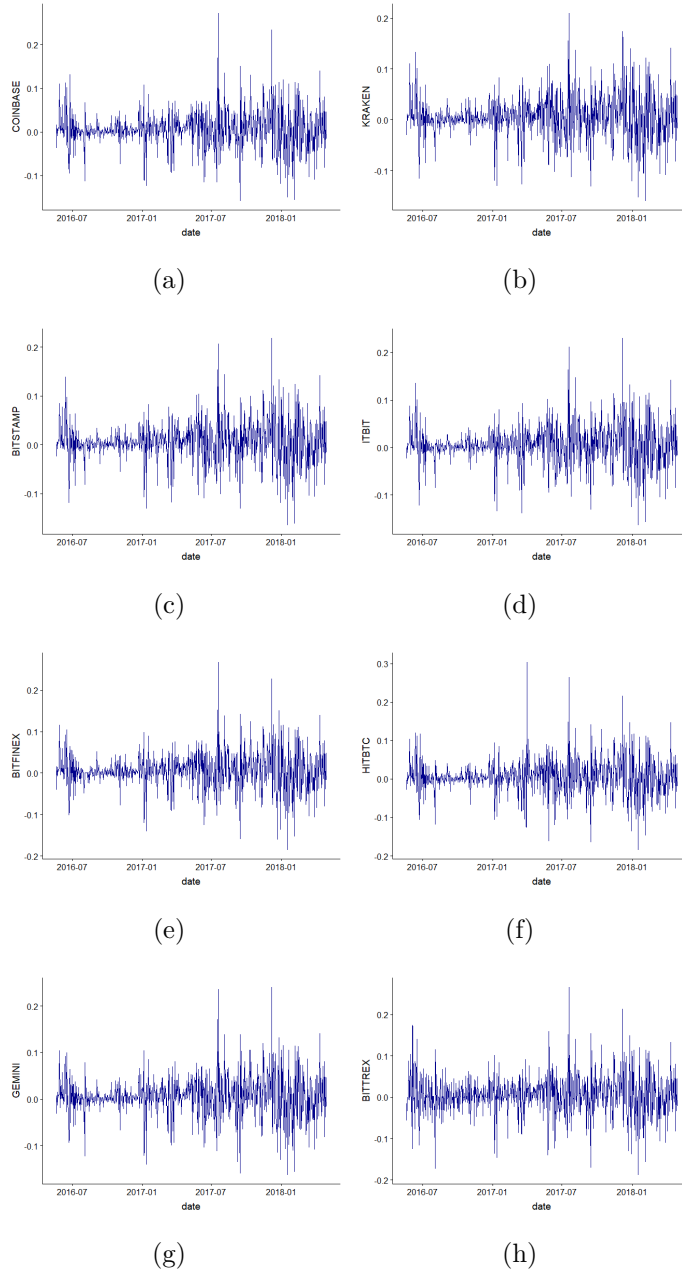 COINBASE
0.2
0.1
0.0
-0.1
2016-07 2017-01 2017-07 2018-01
date
(a)
KRAKEN
0.2
0.1
0.0
-0.1
2016-07 2017-01 2017-07 2018-01
date
(b)
BITSTAMP
0.2
0.1
0.0
-0.1
2016-07 2017-01 2017-07 2018-01
date
(c)
ITBIT
0.2
0.1
0.0
-0.1
2016-07 2017-01 2017-07 2018-01
date
(d)
BITFINEX
0.2
0.1
0.0
-0.1
-0.2
2016-07 2017-01 2017-07 2018-01
date
(e)
HITBTC
0.3
0.2
0.1
0.0
-0.1
-0.2
2016-07 2017-01 2017-07 2018-01
date
(f)
GEMINI
0.2
0.1
0.0
-0.1
2016-07 2017-01 2017-07 2018-01
date
(g)
BITTREX
0.2
0.1
0.0
-0.1
-0.2
2016-07 2017-01 2017-07 2018-01
date
(h)